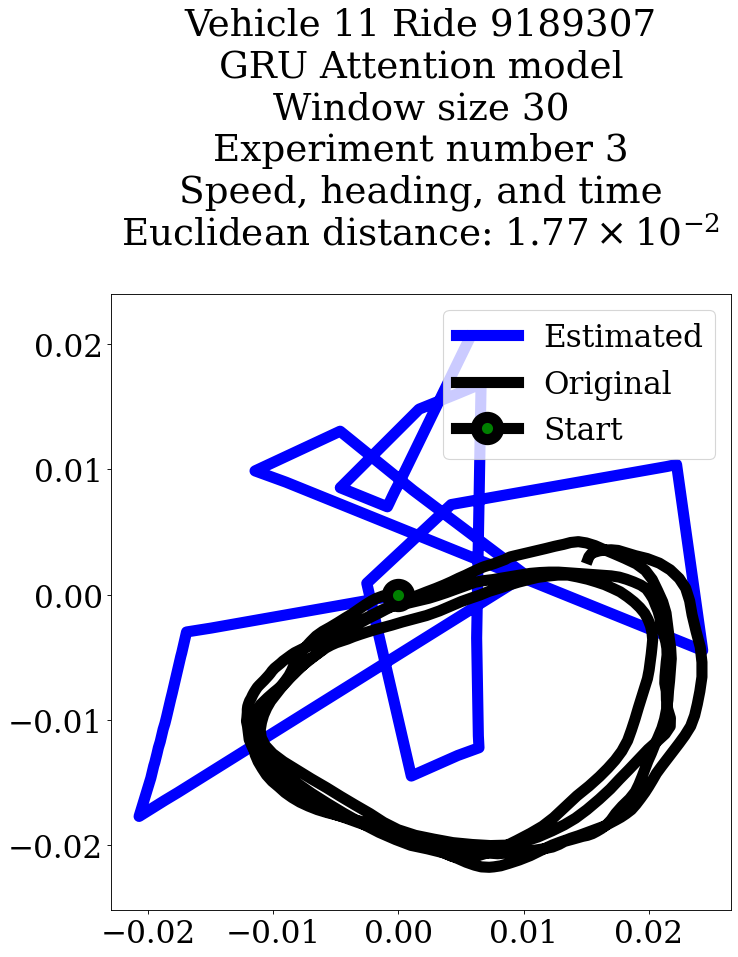 Vehicle 11 Ride 9189307
GRU Attention model
Window size 30
Experiment number 3
Speed, heading, and time
Euclidean distance: 1.77 × 10⁻²
Estimated
Original
Start
0.02
0.01
0.00
−0.01
−0.02
−0.02 −0.01 0.00 0.01 0.02